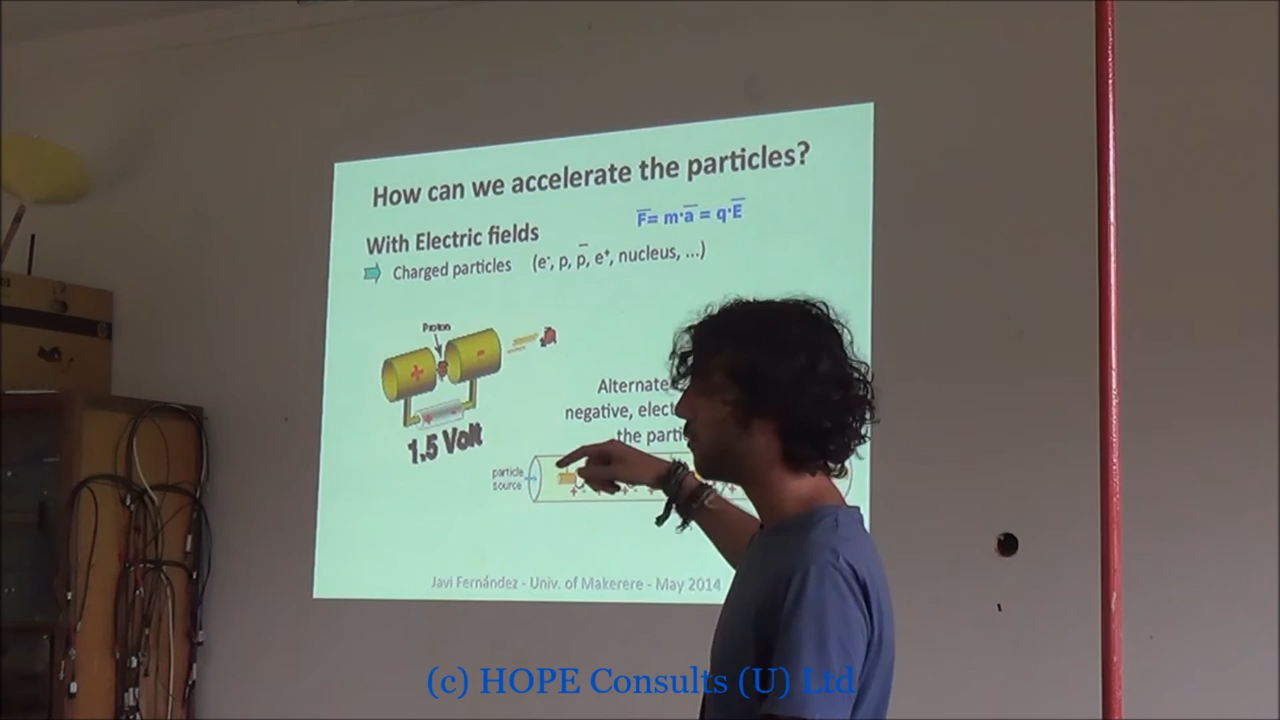 How can we accelerate the particles?
F̅= m·a̅ = q·E̅
With Electric fields
Charged particles (e⁻, p, p̅, e⁺, nucleus, ...)
Proton
+
-
Alternate
negative, elect
the parti
1.5 Volt
particle
source
Javi Fernández - Univ. of Makerere - May 2014
(c) HOPE Consults (U) Ltd